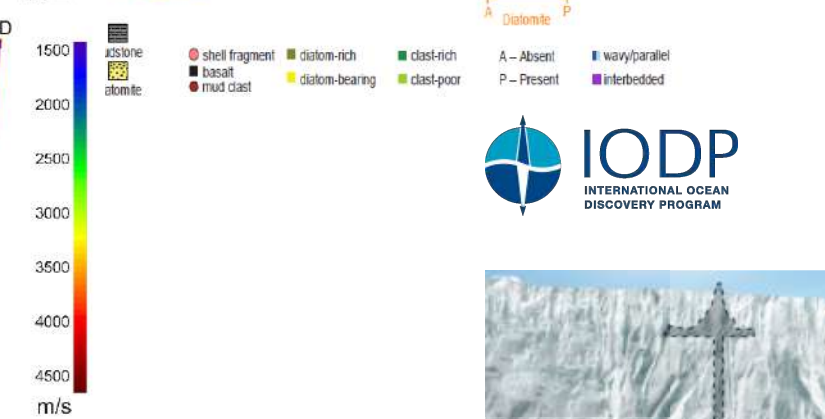 D
1500
2000
2500
3000
3500
4000
4500
m/s
udstone
atomite
shell fragment
basalt
mud clast
diatom-rich
diatom-bearing
clast-rich
clast-poor
A P
Diatomite
A – Absent
P – Present
wavy/parallel
interbedded
IODP
INTERNATIONAL OCEAN
DISCOVERY PROGRAM